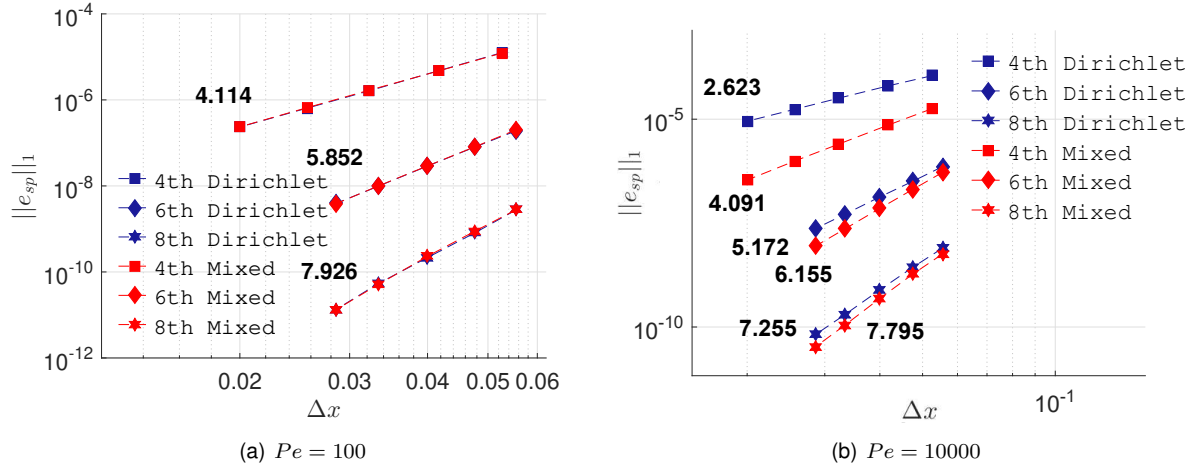 10^-4
10^-6
10^-8
10^-10
10^-12
||e_sp||_1
4.114
5.852
7.926
4th Dirichlet
6th Dirichlet
8th Dirichlet
4th Mixed
6th Mixed
8th Mixed
0.02
0.03
0.04
0.05
0.06
Δx
(a) Pe = 100
10^-5
10^-10
||e_sp||_1
2.623
4.091
5.172
6.155
7.255
7.795
4th Dirichlet
6th Dirichlet
8th Dirichlet
4th Mixed
6th Mixed
8th Mixed
Δx
10^-1
(b) Pe = 10000